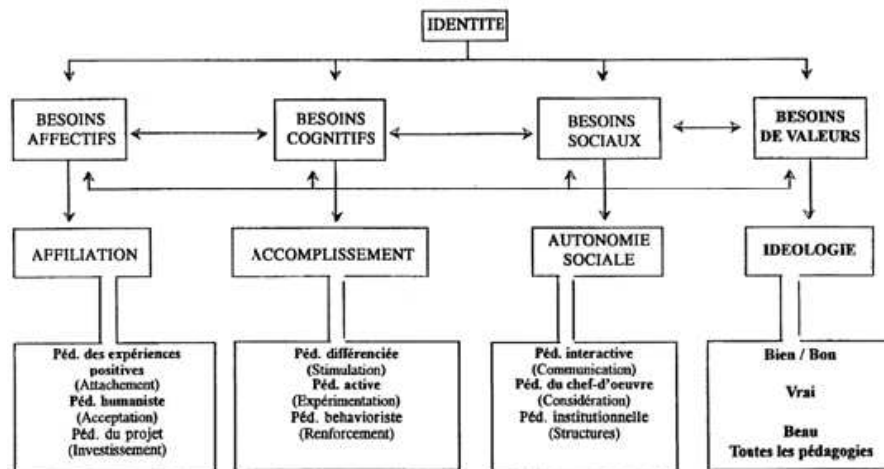 IDENTITE
BESOINS
AFFECTIFS
BESOINS
COGNITIFS
BESOINS
SOCIAUX
BESOINS
DE VALEURS
AFFILIATION
ACCOMPLISSEMENT
AUTONOMIE
SOCIALE
IDEOLOGIE
Péd. des expériences
positives
(Attachement)
Péd. humaniste
(Acceptation)
Péd. du projet
(Investissement)
Péd. différenciée
(Stimulation)
Péd. active
(Expérimentation)
Péd. behavioriste
(Renforcement)
Péd. interactive
(Communication)
Péd. du chef-d'oeuvre
(Considération)
Péd. institutionnelle
(Structures)
Bien / Bon
Vrai
Beau
Toutes les pédagogies